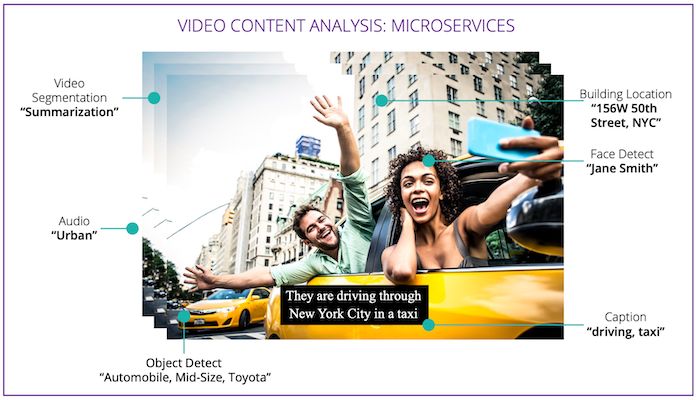 VIDEO CONTENT ANALYSIS: MICROSERVICES
Video
Segmentation
“Summarization”
Building Location
“156W 50th
Street, NYC”
Face Detect
“Jane Smith”
Audio
“Urban”
They are driving through
New York City in a taxi
Caption
“driving, taxi”
Object Detect
“Automobile, Mid-Size, Toyota”